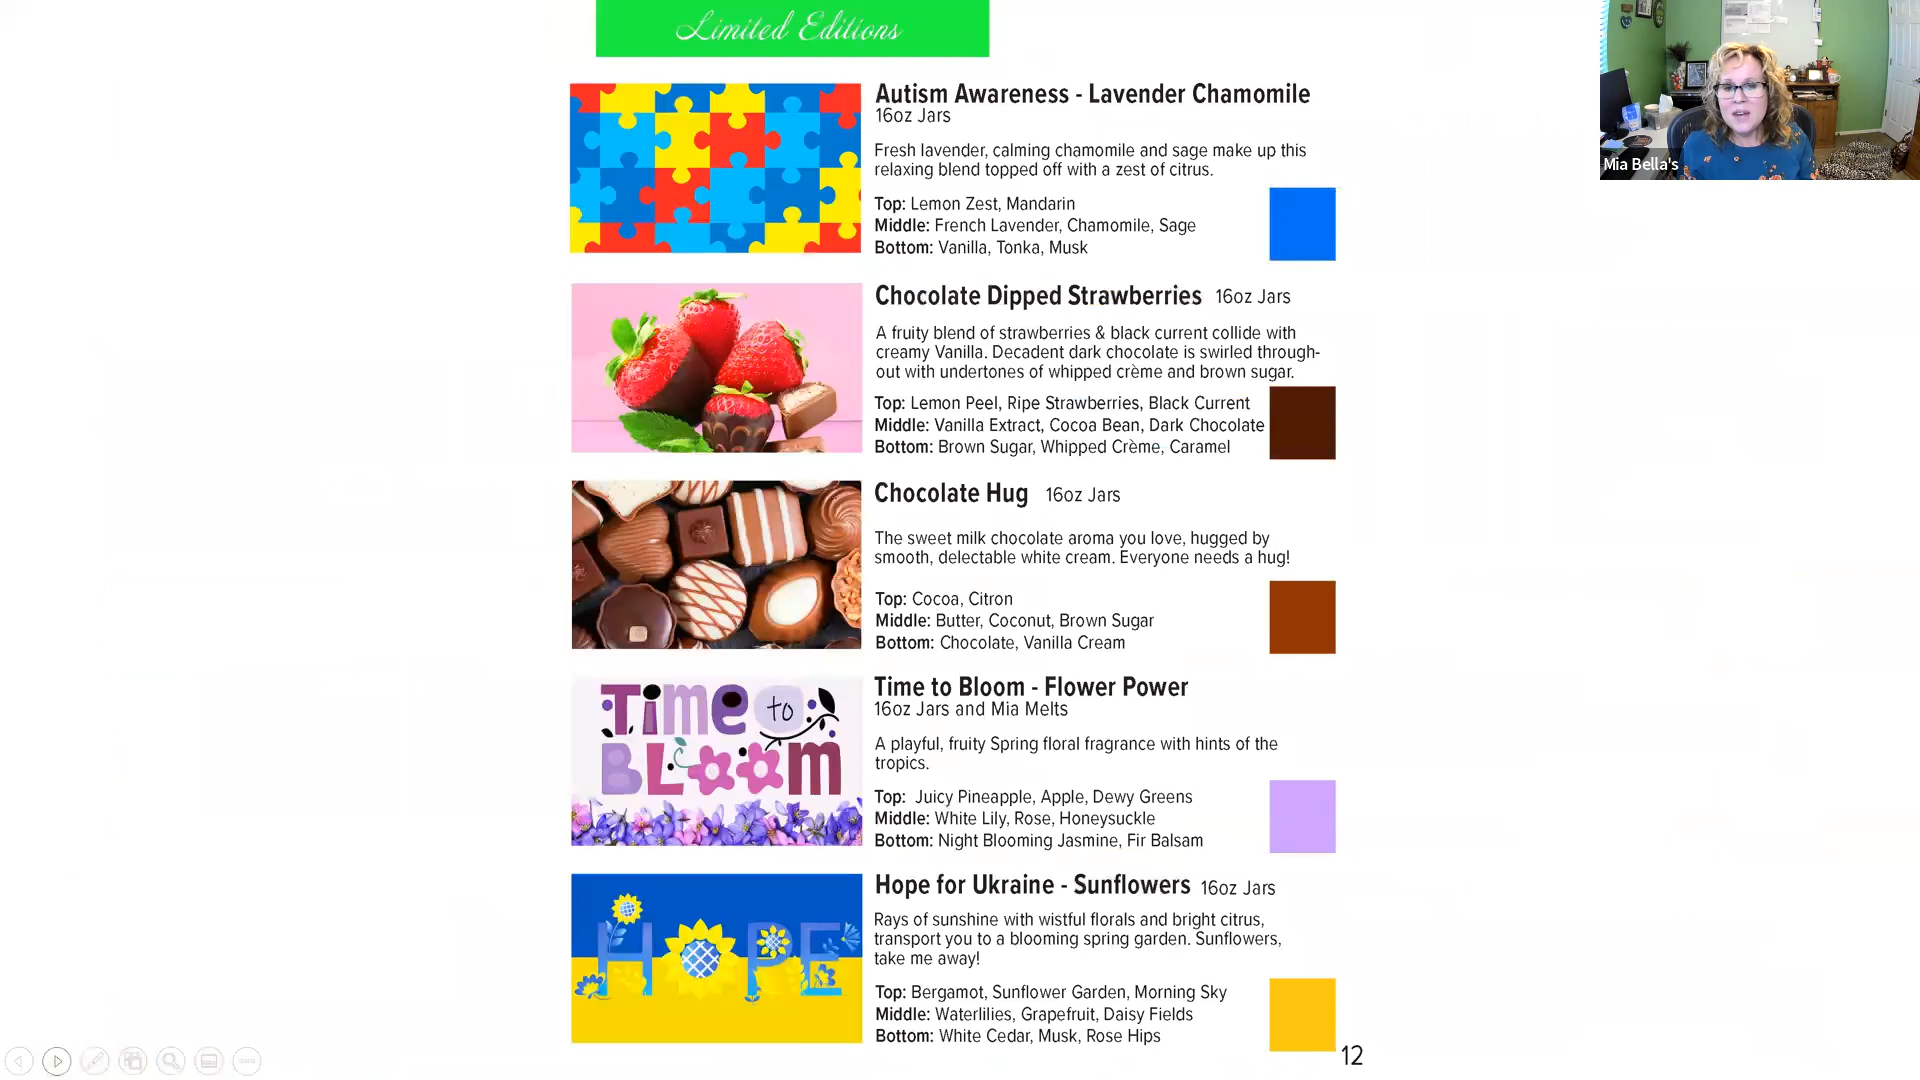 Limited Editions
Autism Awareness - Lavender Chamomile
16oz Jars
Fresh lavender, calming chamomile and sage make up this
relaxing blend topped off with a zest of citrus.
Top: Lemon Zest, Mandarin
Middle: French Lavender, Chamomile, Sage
Bottom: Vanilla, Tonka, Musk
Chocolate Dipped Strawberries 16oz Jars
A fruity blend of strawberries & black current collide with
creamy Vanilla. Decadent dark chocolate is swirled through-
out with undertones of whipped crème and brown sugar.
Top: Lemon Peel, Ripe Strawberries, Black Current
Middle: Vanilla Extract, Cocoa Bean, Dark Chocolate
Bottom: Brown Sugar, Whipped Crème, Caramel
Chocolate Hug 16oz Jars
The sweet milk chocolate aroma you love, hugged by
smooth, delectable white cream. Everyone needs a hug!
Top: Cocoa, Citron
Middle: Butter, Coconut, Brown Sugar
Bottom: Chocolate, Vanilla Cream
Time to
Bloom
Time to Bloom - Flower Power
16oz Jars and Mia Melts
A playful, fruity Spring floral fragrance with hints of the
tropics.
Top: Juicy Pineapple, Apple, Dewy Greens
Middle: White Lily, Rose, Honeysuckle
Bottom: Night Blooming Jasmine, Fir Balsam
HOPE
Hope for Ukraine - Sunflowers 16oz Jars
Rays of sunshine with wistful florals and bright citrus,
transport you to a blooming spring garden. Sunflowers,
take me away!
Top: Bergamot, Sunflower Garden, Morning Sky
Middle: Waterlilies, Grapefruit, Daisy Fields
Bottom: White Cedar, Musk, Rose Hips
12
Mia Bella's